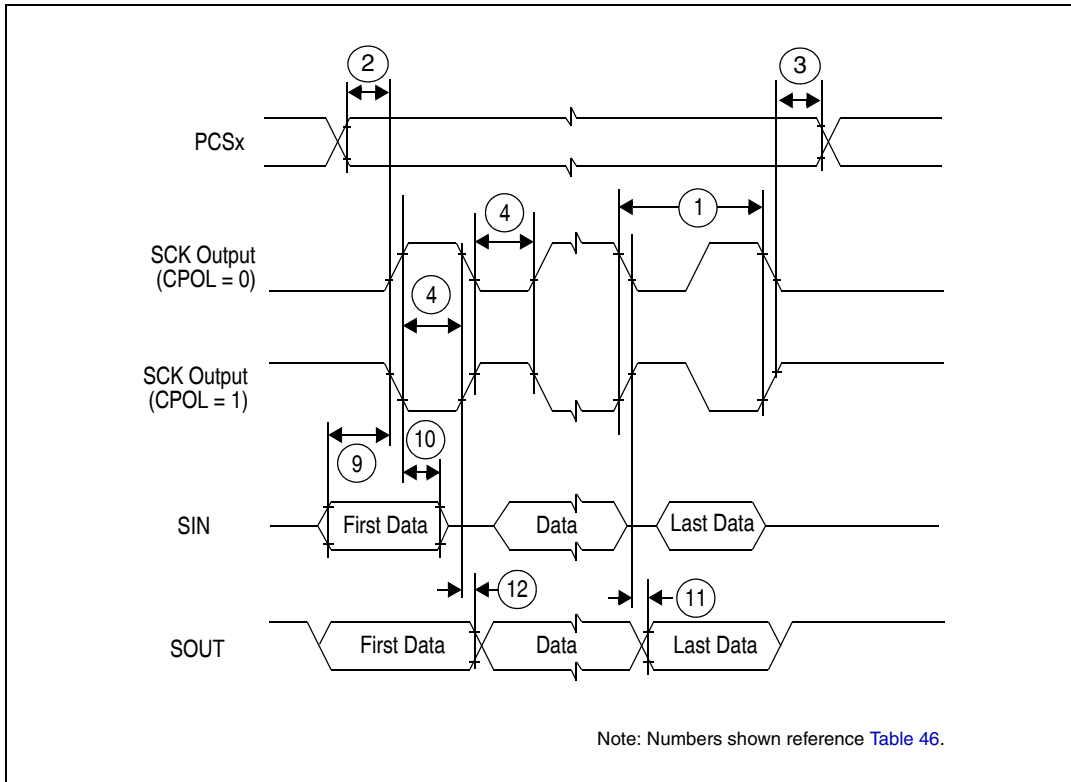 2
3
PCSx
1
4
SCK Output
(CPOL = 0)
4
SCK Output
(CPOL = 1)
10
9
SIN
First Data
Data
Last Data
12
11
SOUT
First Data
Data
Last Data
Note: Numbers shown reference Table 46.